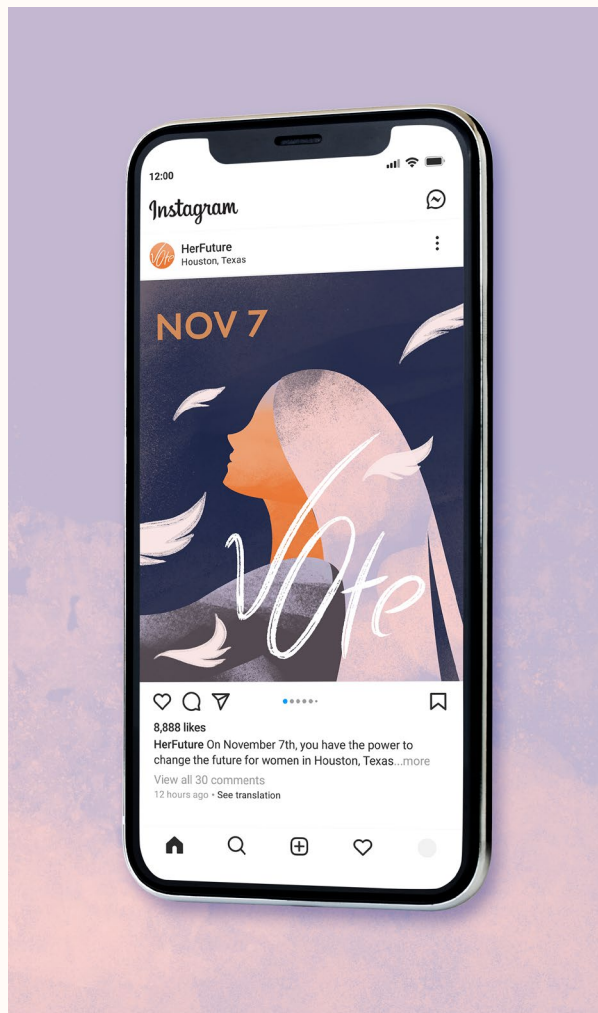 12:00
Instagram
Vote
HerFuture
Houston, Texas
NOV 7
Vote
8,888 likes
HerFuture On November 7th, you have the power to
change the future for women in Houston, Texas...more
View all 30 comments
12 hours ago • See translation